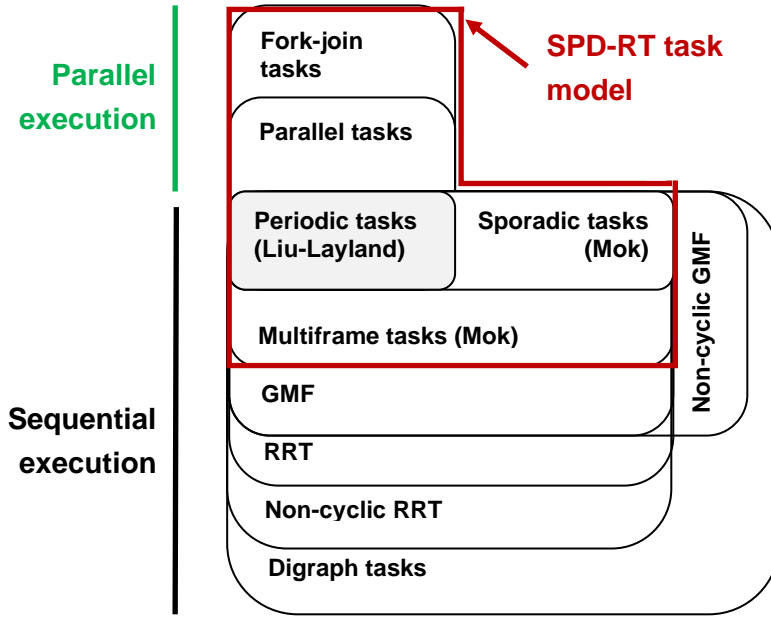 Fork-join
tasks
SPD-RT task
model
Parallel
execution
Parallel tasks
Periodic tasks
(Liu-Layland)
Sporadic tasks
(Mok)
Non-cyclic GMF
Multiframe tasks (Mok)
GMF
Sequential
execution
RRT
Non-cyclic RRT
Digraph tasks